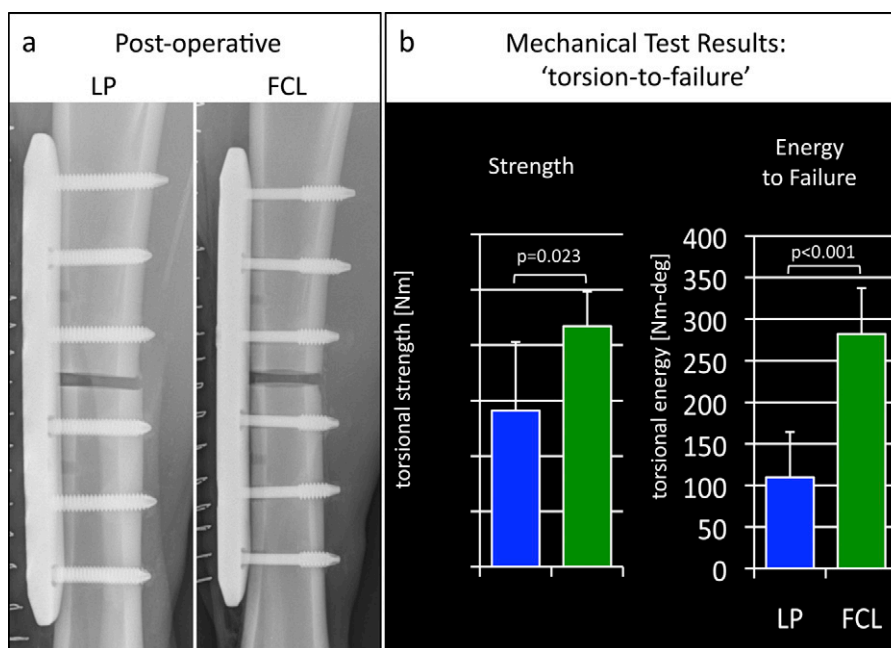 a
Post-operative
LP
FCL
b
Mechanical Test Results:
‘torsion-to-failure’
Strength
torsional strength [Nm]
p=0.023
Energy
to Failure
torsional energy [Nm-deg]
400
350
300
250
200
150
100
50
0
p<0.001
LP
FCL